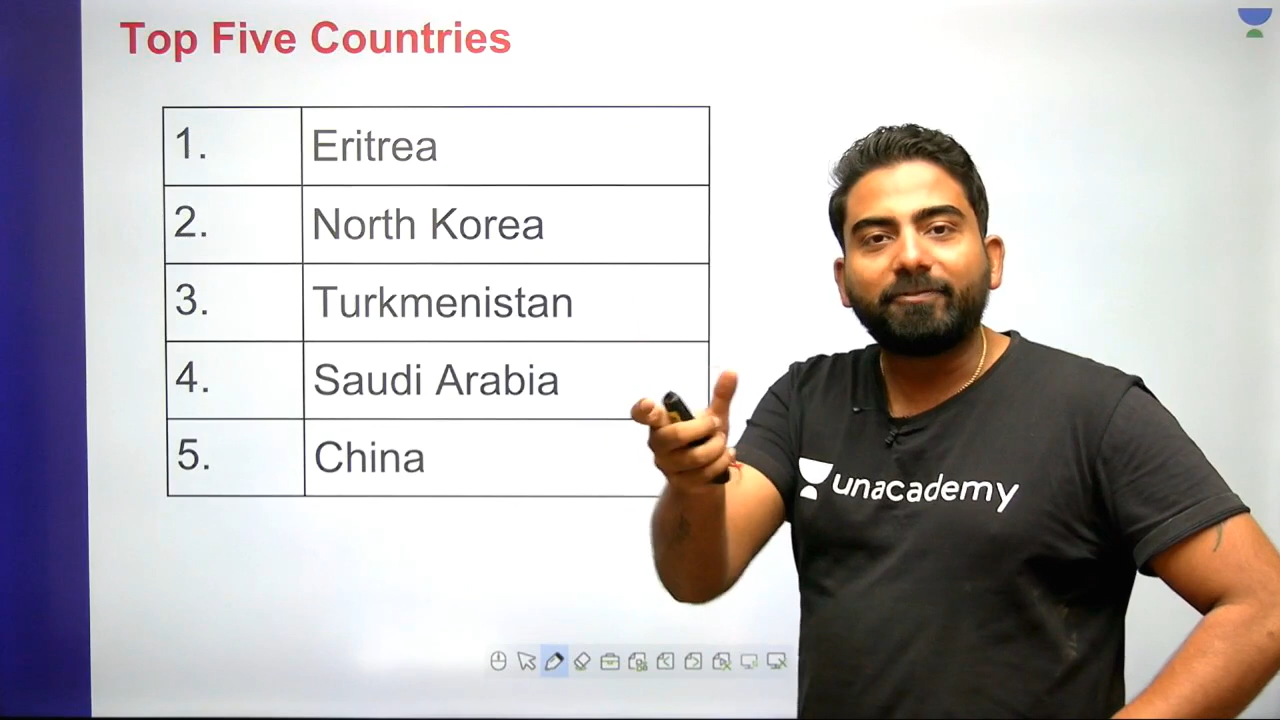 Top Five Countries
1. Eritrea
2. North Korea
3. Turkmenistan
4. Saudi Arabia
5. China
unacademy